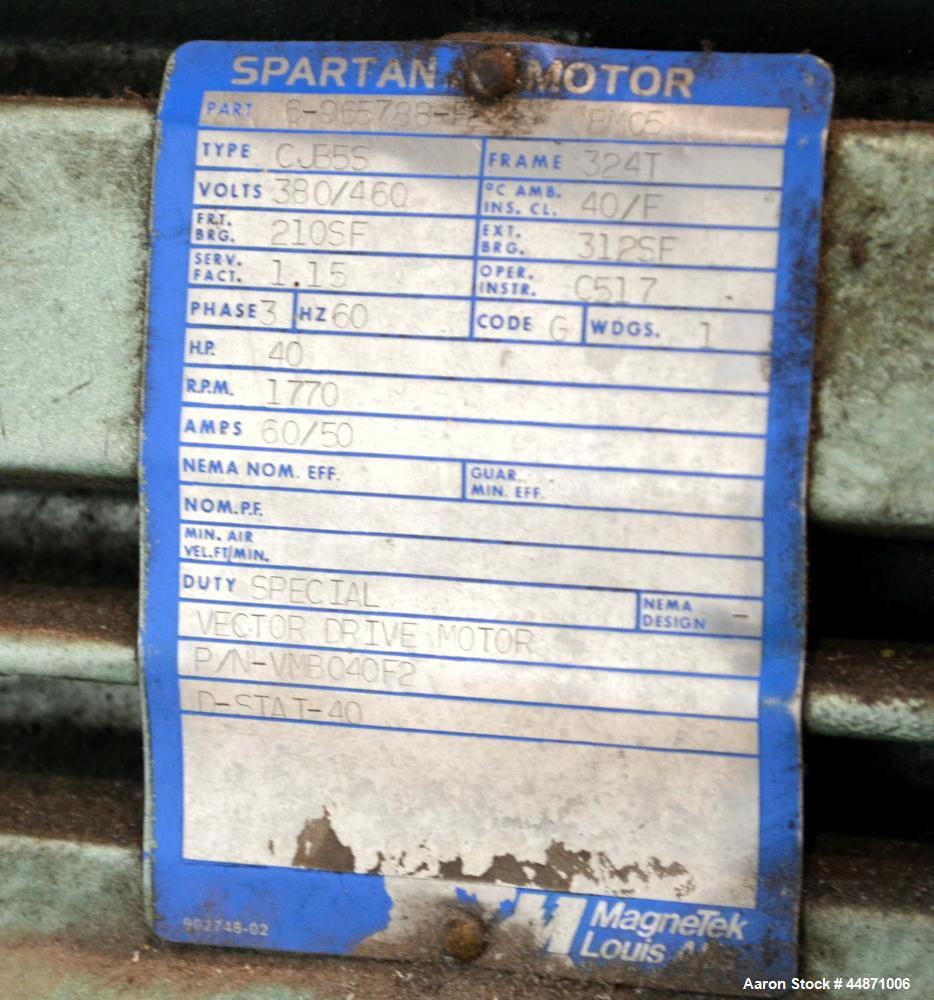 SPARTAN MOTOR
PART 6-965788- BMC5
TYPE CJB5S FRAME 324T
VOLTS 380/460 °C AMB. INS. CL. 40/F
FRT. BRG. 210SF EXT. BRG. 312SF
SERV. FACT. 1.15 OPER. INSTR. C517
PHASE 3 HZ 60 CODE G WDGS. 1
H.P. 40
R.P.M. 1770
AMPS 60/50
NEMA NOM. EFF. GUAR. MIN. EFF.
NOM. P.F.
MIN. AIR VEL. FT/MIN.
DUTY SPECIAL NEMA DESIGN -
VECTOR DRIVE MOTOR
P/N-VMB040F2
D-STAT-40
902748-02
MagneTek
Louis
Aaron Stock # 44871006